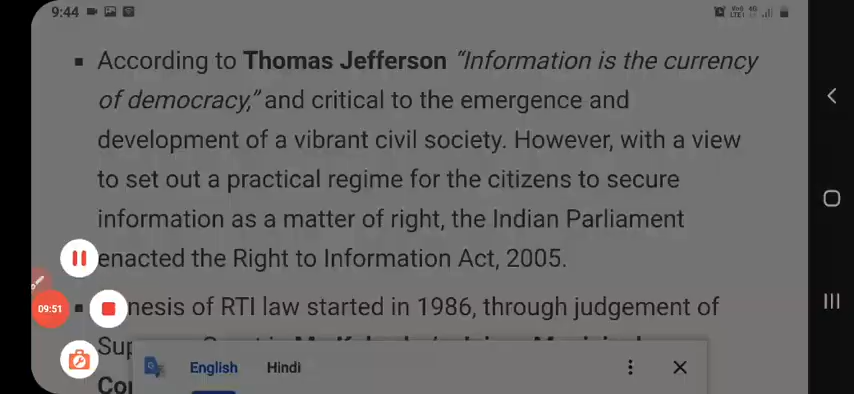 9:44
According to Thomas Jefferson “Information is the currency
of democracy,” and critical to the emergence and
development of a vibrant civil society. However, with a view
to set out a practical regime for the citizens to secure
information as a matter of right, the Indian Parliament
enacted the Right to Information Act, 2005.
09:51
nesis of RTI law started in 1986, through judgement of
Sup
English Hindi
Co